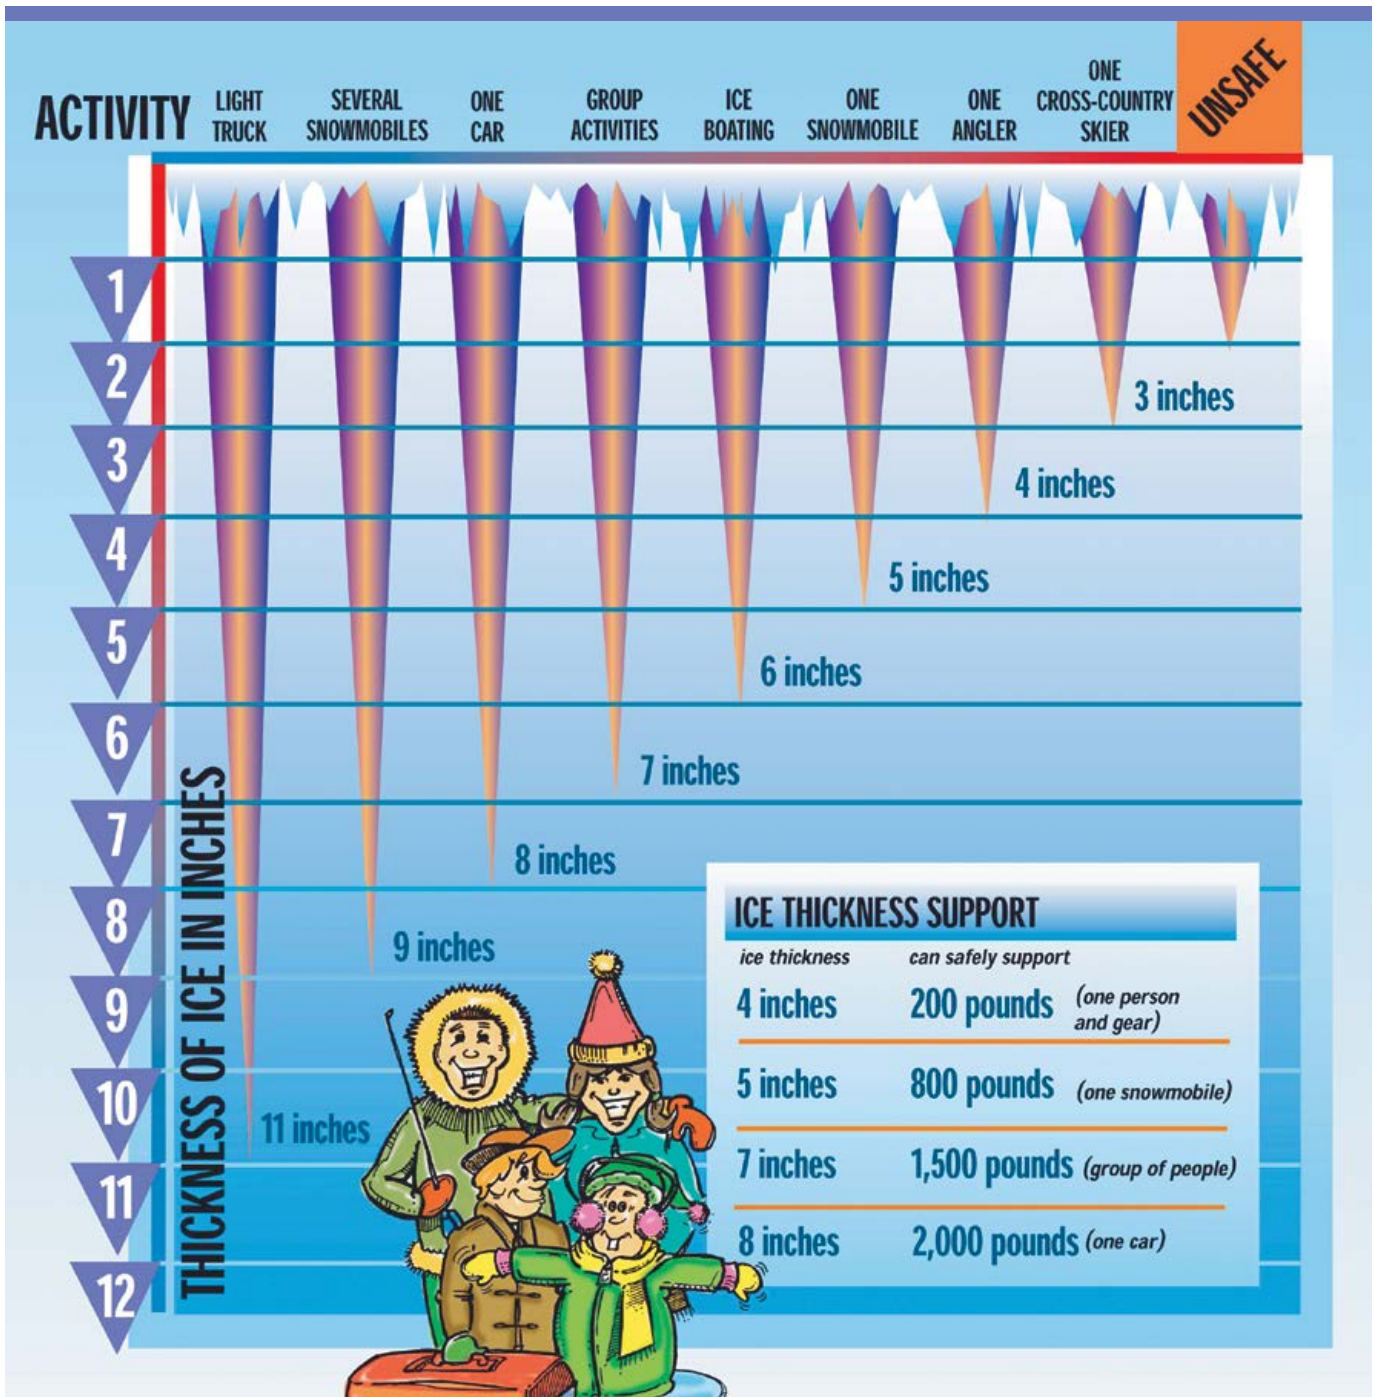 ACTIVITY
LIGHT
TRUCK
SEVERAL
SNOWMOBILES
ONE
CAR
GROUP
ACTIVITIES
ICE
BOATING
ONE
SNOWMOBILE
ONE
ANGLER
ONE
CROSS-COUNTRY
SKIER
UNSAFE
1
2
3 inches
3
4 inches
4
5 inches
5
6 inches
6
7 inches
7
8 inches
8
9 inches
9
10
11 inches
11
12
THICKNESS OF ICE IN INCHES
ICE THICKNESS SUPPORT
ice thickness can safely support
4 inches 200 pounds (one person
and gear)
5 inches 800 pounds (one snowmobile)
7 inches 1,500 pounds (group of people)
8 inches 2,000 pounds (one car)